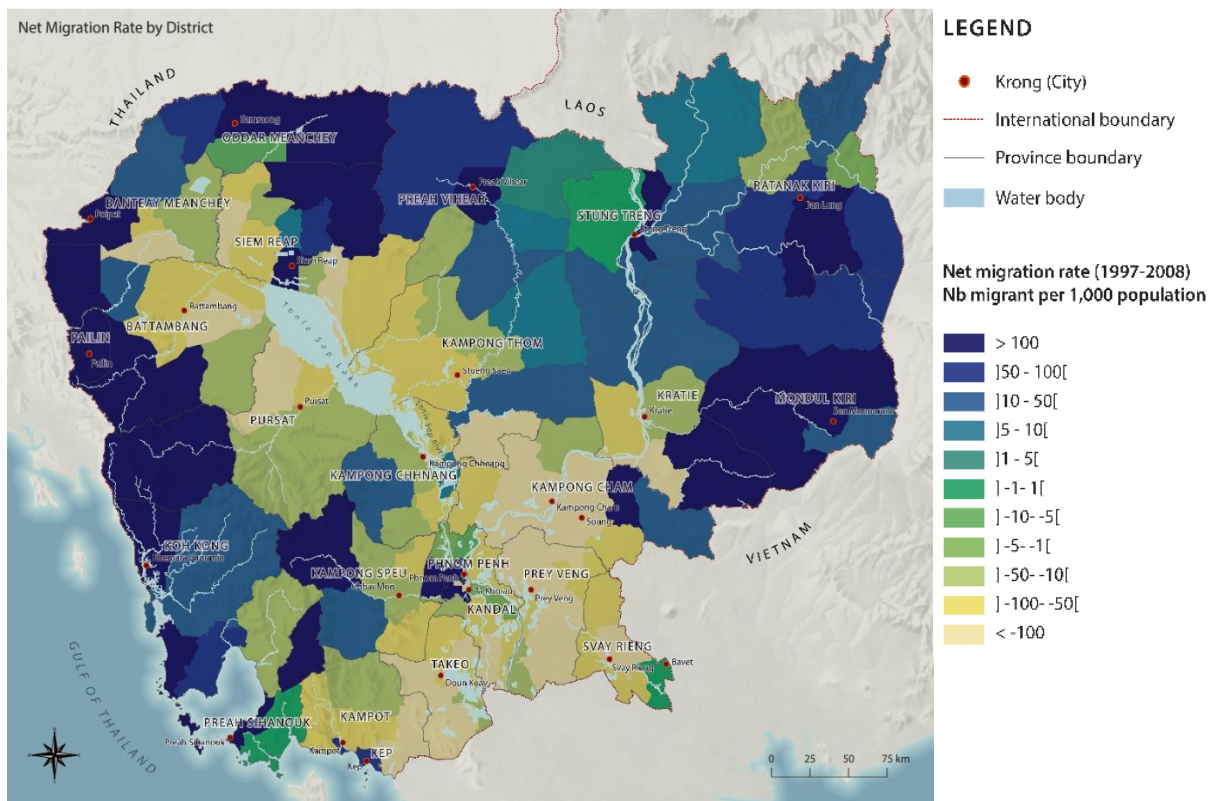 Net Migration Rate by District
THAILAND
LAOS
Samraong
ODDAR MEANCHEY
Preah Vihear
PREAH VIHEAR
RATANAK KIRI
Ban Lung
BANTEAY MEANCHEY
Poipet
STUNG TRENG
Stung Treng
SIEM REAP
Siem Reap
Battambang
BATTAMBANG
Tonle Sap Lake
PAILIN
Pailin
KAMPONG THOM
Stueng Saen
KRATIE
Kratie
MONDUL KIRI
Sen Monourom
Pursat
PURSAT
Tonle Sap River
Kampong Chhnang
KAMPONG CHHNANG
KAMPONG CHAM
Kampong Cham
Soung
VIETNAM
KOH KONG
PHNOM PENH
Phnom Penh
KAMPONG SPEU
Ta Khmau
PREY VENG
Prey Veng
KANDAL
SVAY RIENG
Svay Rieng
Bavet
TAKEO
Doun Keav
GULF OF THAILAND
PREAH SIHANOUK
Preah Sihanouk
KAMPOT
Kampot
KEP
Kep
0 25 50 75 km
LEGEND
Krong (City)
International boundary
Province boundary
Water body
Net migration rate (1997-2008)
Nb migrant per 1,000 population
> 100
]50 - 100[
]10 - 50[
]5 - 10[
]1 - 5[
] -1- 1[
] -10- -5[
] -5- -1[
] -50- -10[
] -100- -50[
< -100